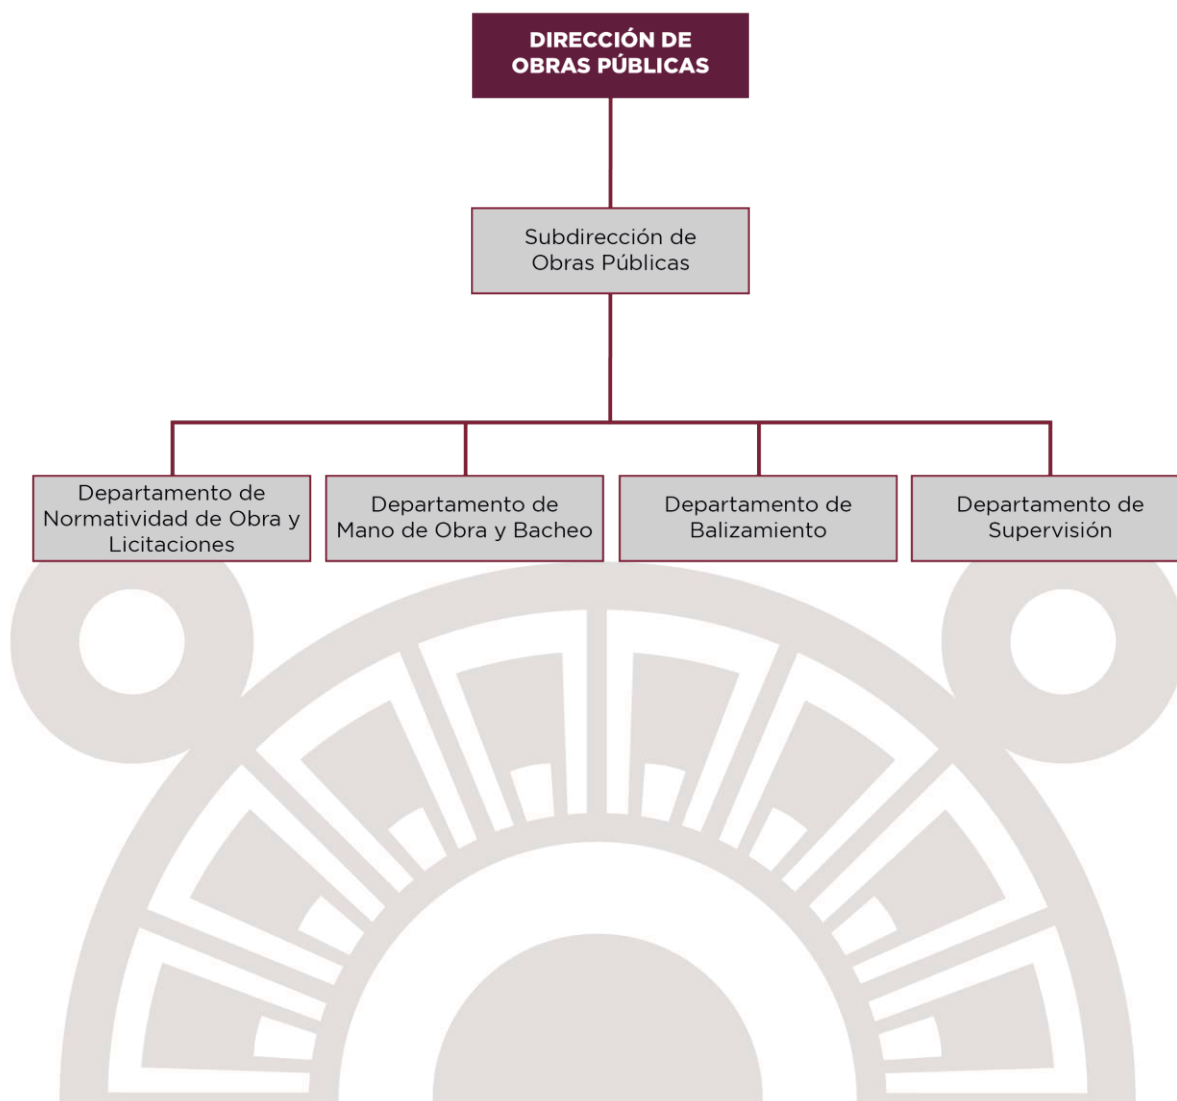 DIRECCIÓN DE
OBRAS PÚBLICAS
Subdirección de
Obras Públicas
Departamento de
Normatividad de Obra y
Licitaciones
Departamento de
Mano de Obra y Bacheo
Departamento de
Balizamiento
Departamento de
Supervisión